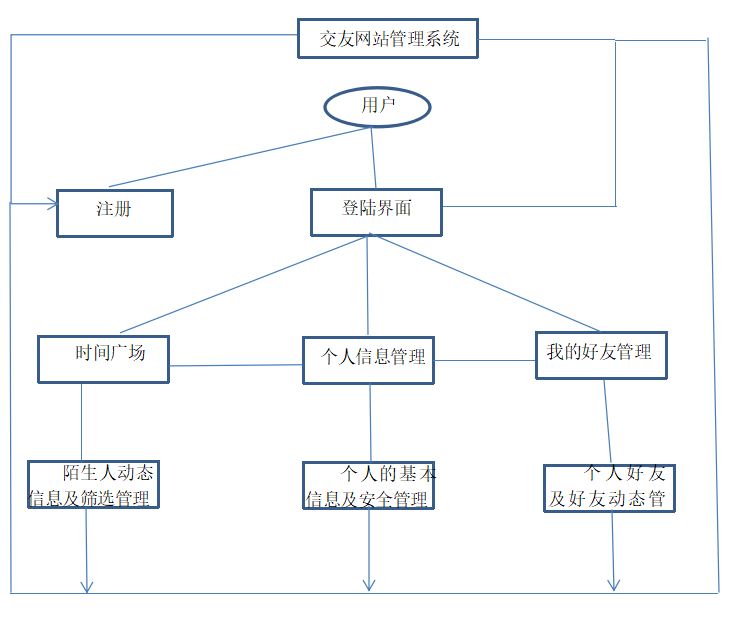 交友网站管理系统
用户
注册
登陆界面
时间广场
个人信息管理
我的好友管理
陌生人动态
信息及筛选管理
个人的基本
信息及安全管理
个人好友
及好友动态管